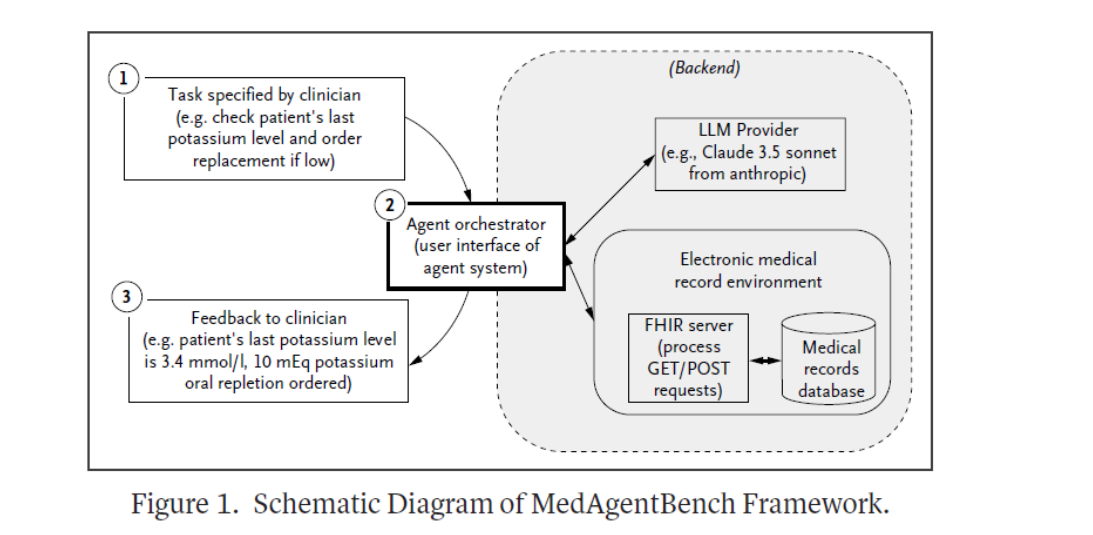 1
Task specified by clinician
(e.g. check patient's last
potassium level and order
replacement if low)
2
Agent orchestrator
(user interface of
agent system)
3
Feedback to clinician
(e.g. patient's last potassium level
is 3.4 mmol/l, 10 mEq potassium
oral repletion ordered)
(Backend)
LLM Provider
(e.g., Claude 3.5 sonnet
from anthropic)
Electronic medical
record environment
FHIR server
(process
GET/POST
requests)
Medical
records
database
Figure 1. Schematic Diagram of MedAgentBench Framework.